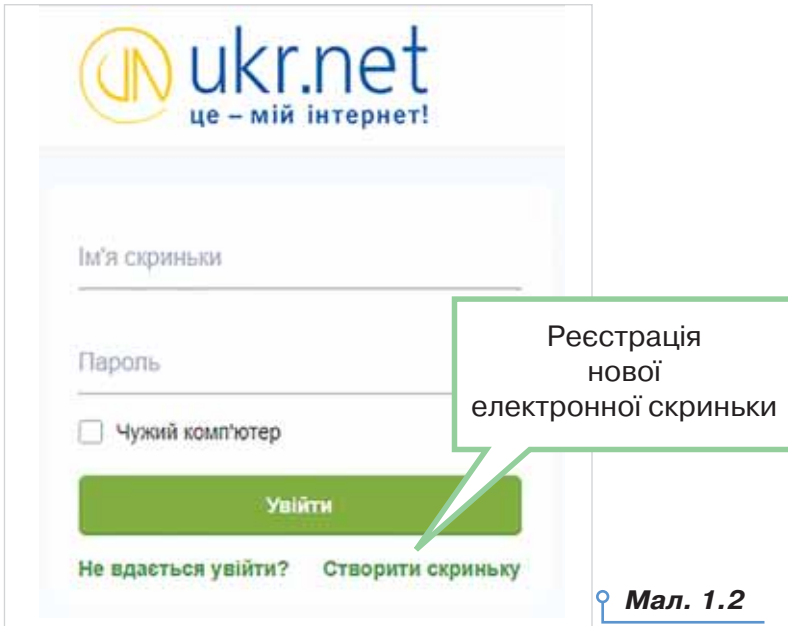 ukr.net
це – мій інтернет!
Ім'я скриньки
Пароль
Чужий комп'ютер
Увійти
Не вдається увійти? Створити скриньку
Реєстрація
нової
електронної скриньки
Мал. 1.2